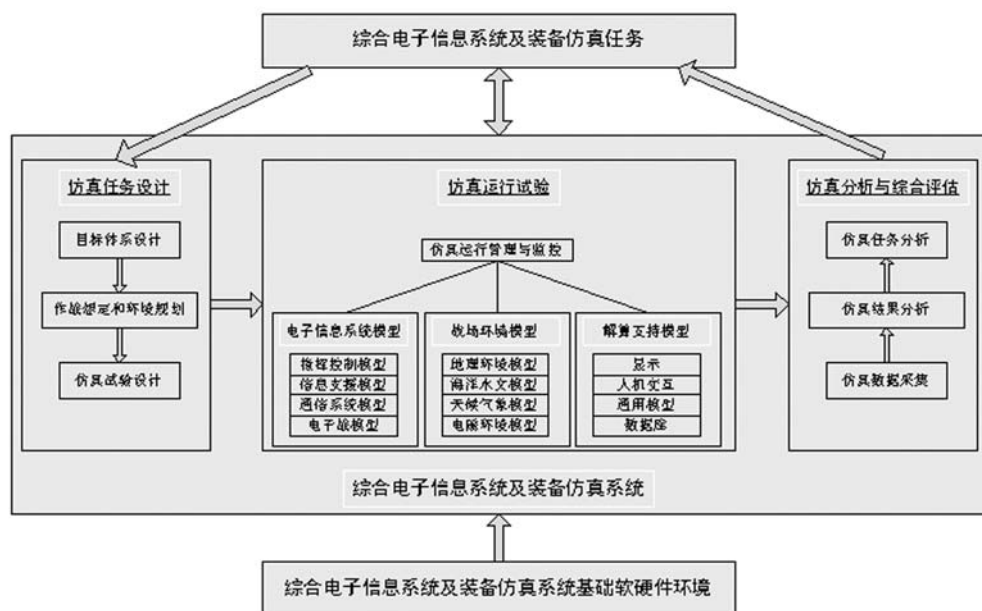 综合电子信息系统及装备仿真任务
仿真任务设计
目标体系设计
作战想定和环境规划
仿真试验设计
仿真运行试验
仿真运行管理与监控
电子信息系统模型
指挥控制模型
信息支援模型
通信系统模型
电子战模型
战场环境模型
地理环境模型
海洋水文模型
天候气象模型
电磁环境模型
解算支持模型
显示
人机交互
通用模型
数据库
仿真分析与综合评估
仿真任务分析
仿真结果分析
仿真数据采集
综合电子信息系统及装备仿真系统
综合电子信息系统及装备仿真系统基础软硬件环境